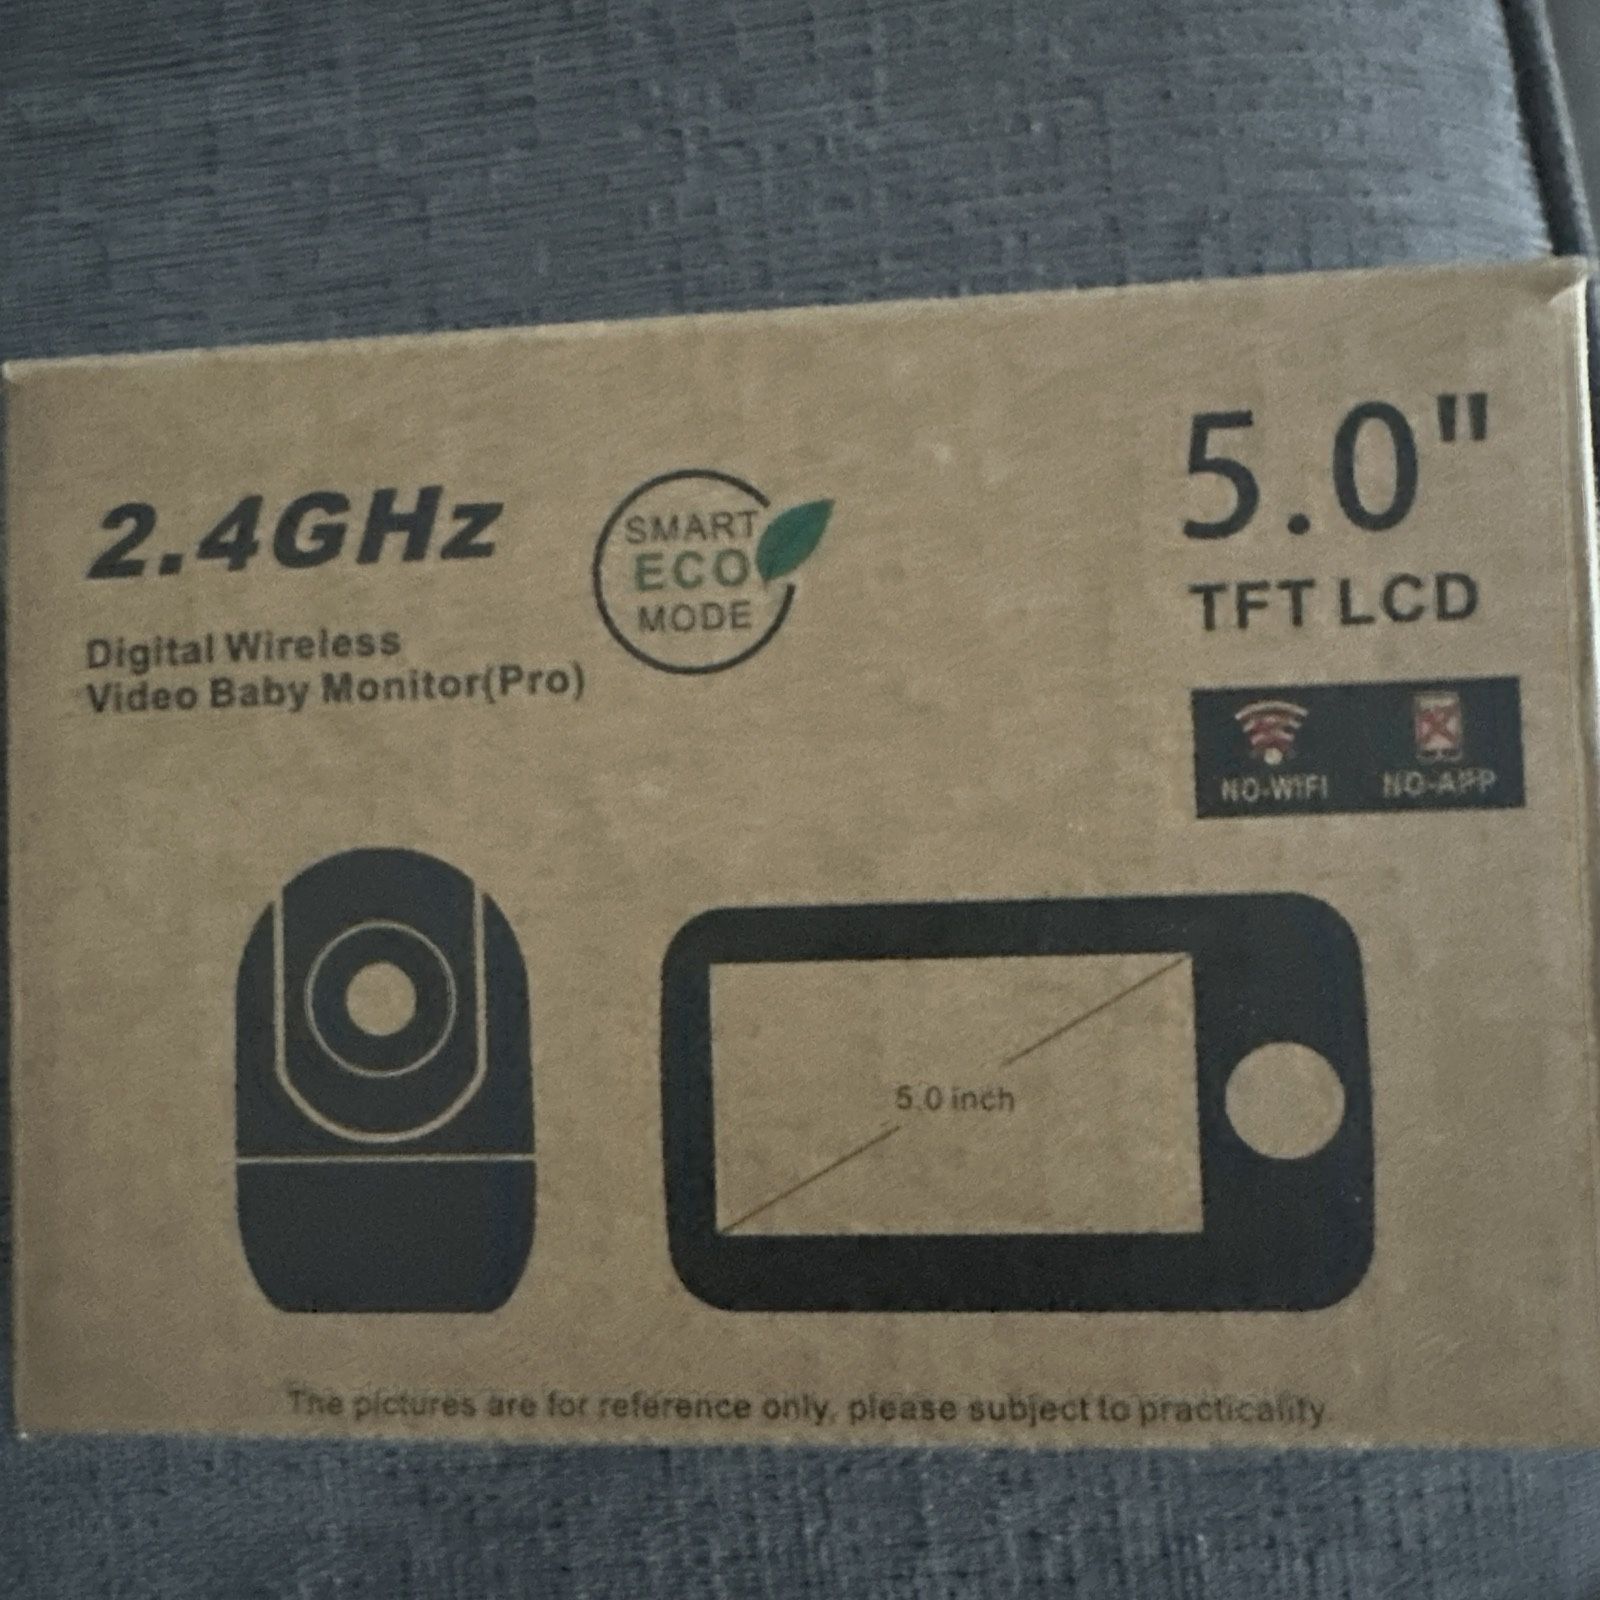 2.4GHz
Digital Wireless
Video Baby Monitor(Pro)
SMART
ECO
MODE
5.0"
TFT LCD
NO-WIFI NO-APP
5.0 inch
The pictures are for reference only, please subject to practicality.